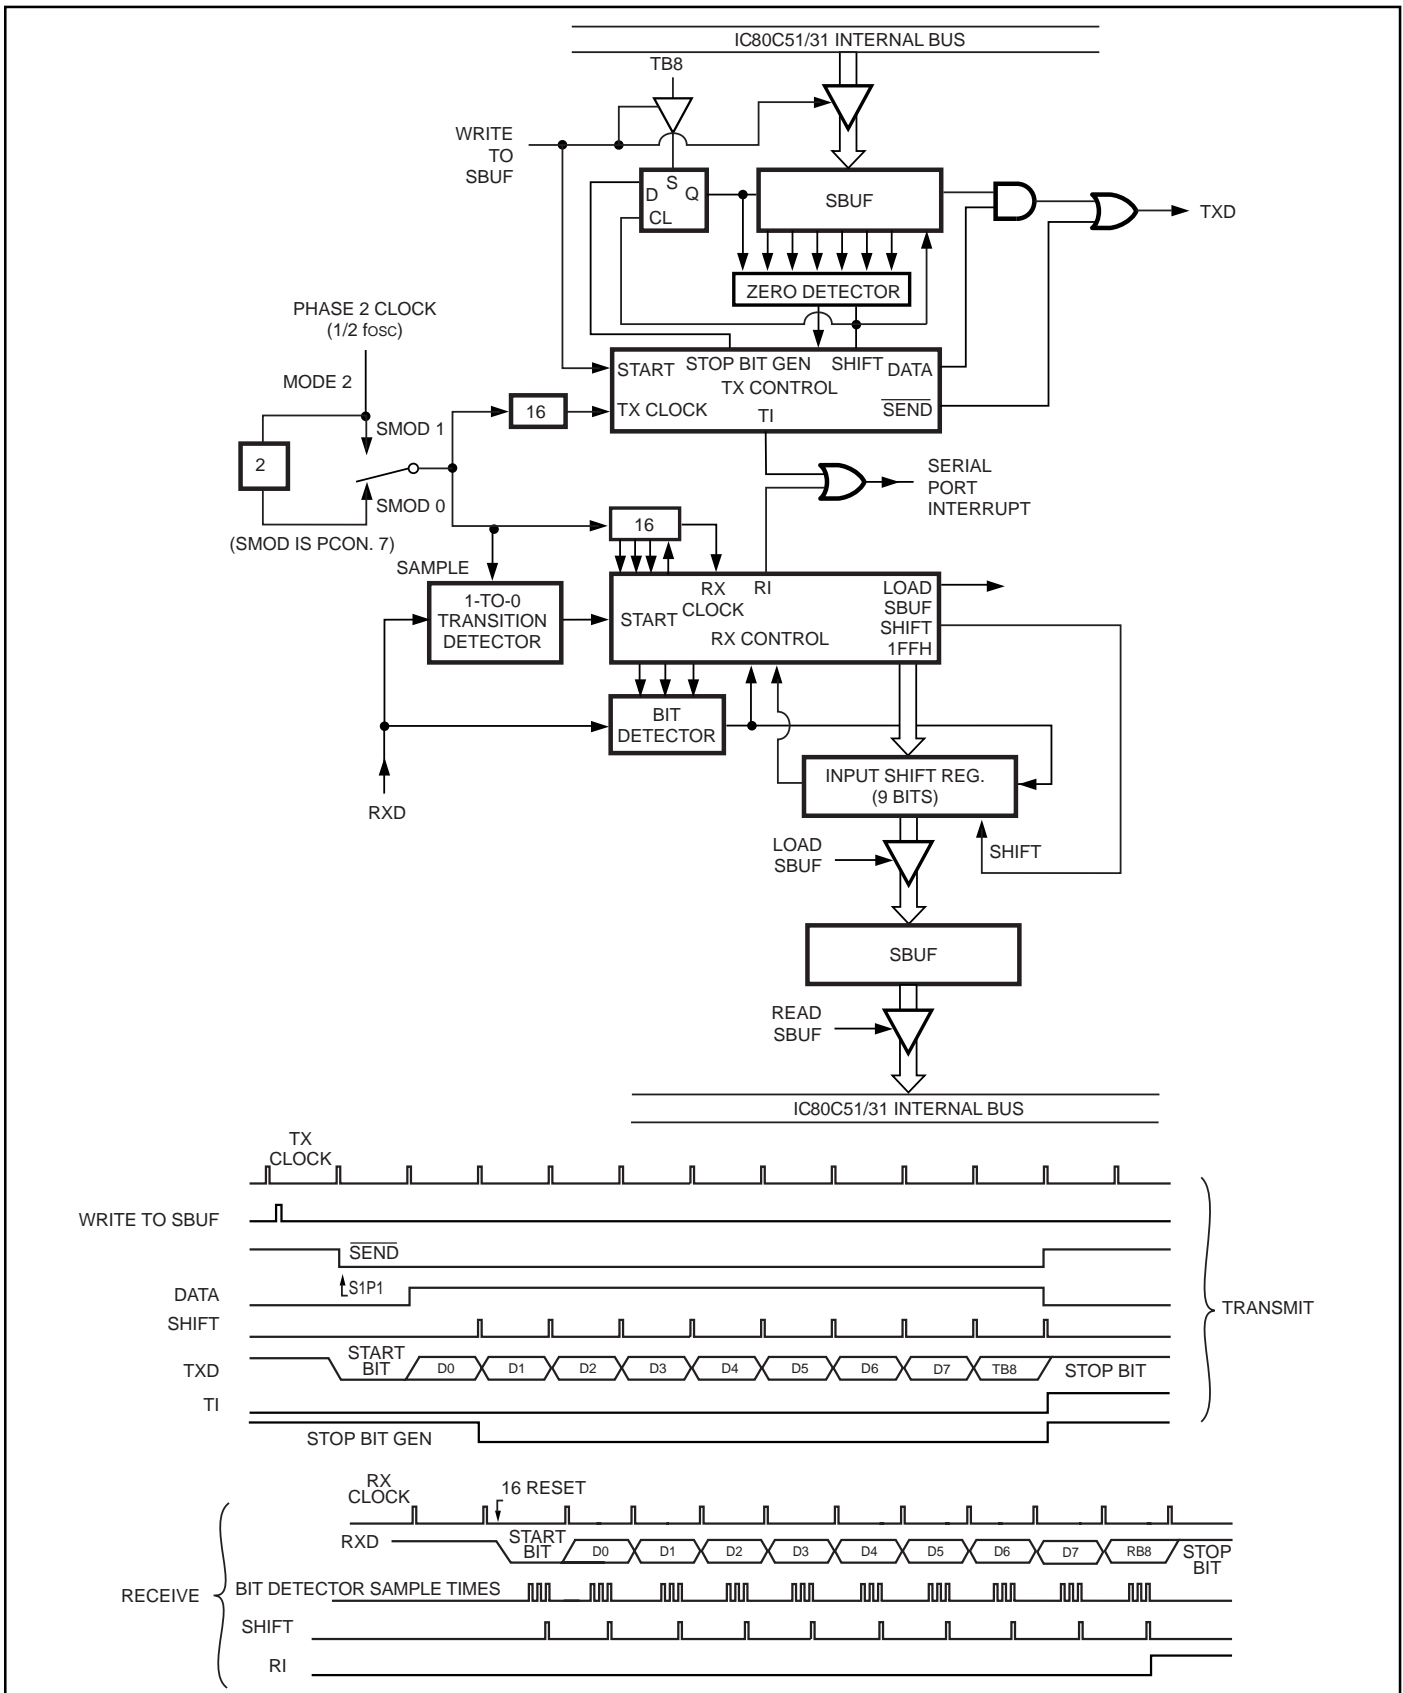 IC80C51/31 INTERNAL BUS
TB8
WRITE
TO
SBUF
S
D
Q
CL
SBUF
TXD
ZERO DETECTOR
PHASE 2 CLOCK
(1/2 fosc)
MODE 2
START
STOP BIT GEN
SHIFT
DATA
TX CONTROL
16
TX CLOCK
TI
SEND
SMOD 1
2
SMOD 0
SERIAL
PORT
INTERRUPT
(SMOD IS PCON. 7)
16
SAMPLE
1-TO-0
TRANSITION
DETECTOR
RX
CLOCK
RI
LOAD
SBUF
START
SHIFT
RX CONTROL
1FFH
BIT
DETECTOR
INPUT SHIFT REG.
(9 BITS)
RXD
LOAD
SBUF
SHIFT
SBUF
READ
SBUF
IC80C51/31 INTERNAL BUS
TX
CLOCK
WRITE TO SBUF
SEND
S1P1
DATA
TRANSMIT
SHIFT
TXD
START
BIT
D0
D1
D2
D3
D4
D5
D6
D7
TB8
STOP BIT
TI
STOP BIT GEN
RX
CLOCK
16 RESET
RXD
START
BIT
D0
D1
D2
D3
D4
D5
D6
D7
RB8
STOP
BIT
RECEIVE
BIT DETECTOR SAMPLE TIMES
SHIFT
RI